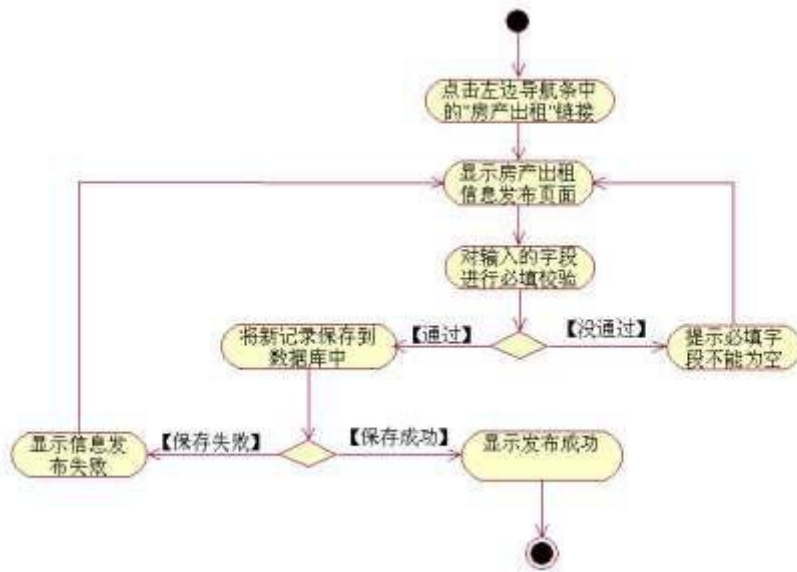 点击左边导航条中
的"房产出租"链接
显示房产出租
信息发布页面
对输入的字段
进行必填校验
将新记录保存到
数据库中
【通过】
【没通过】
提示必填字
段不能为空
显示信息发
布失败
【保存失败】
【保存成功】
显示发布成功